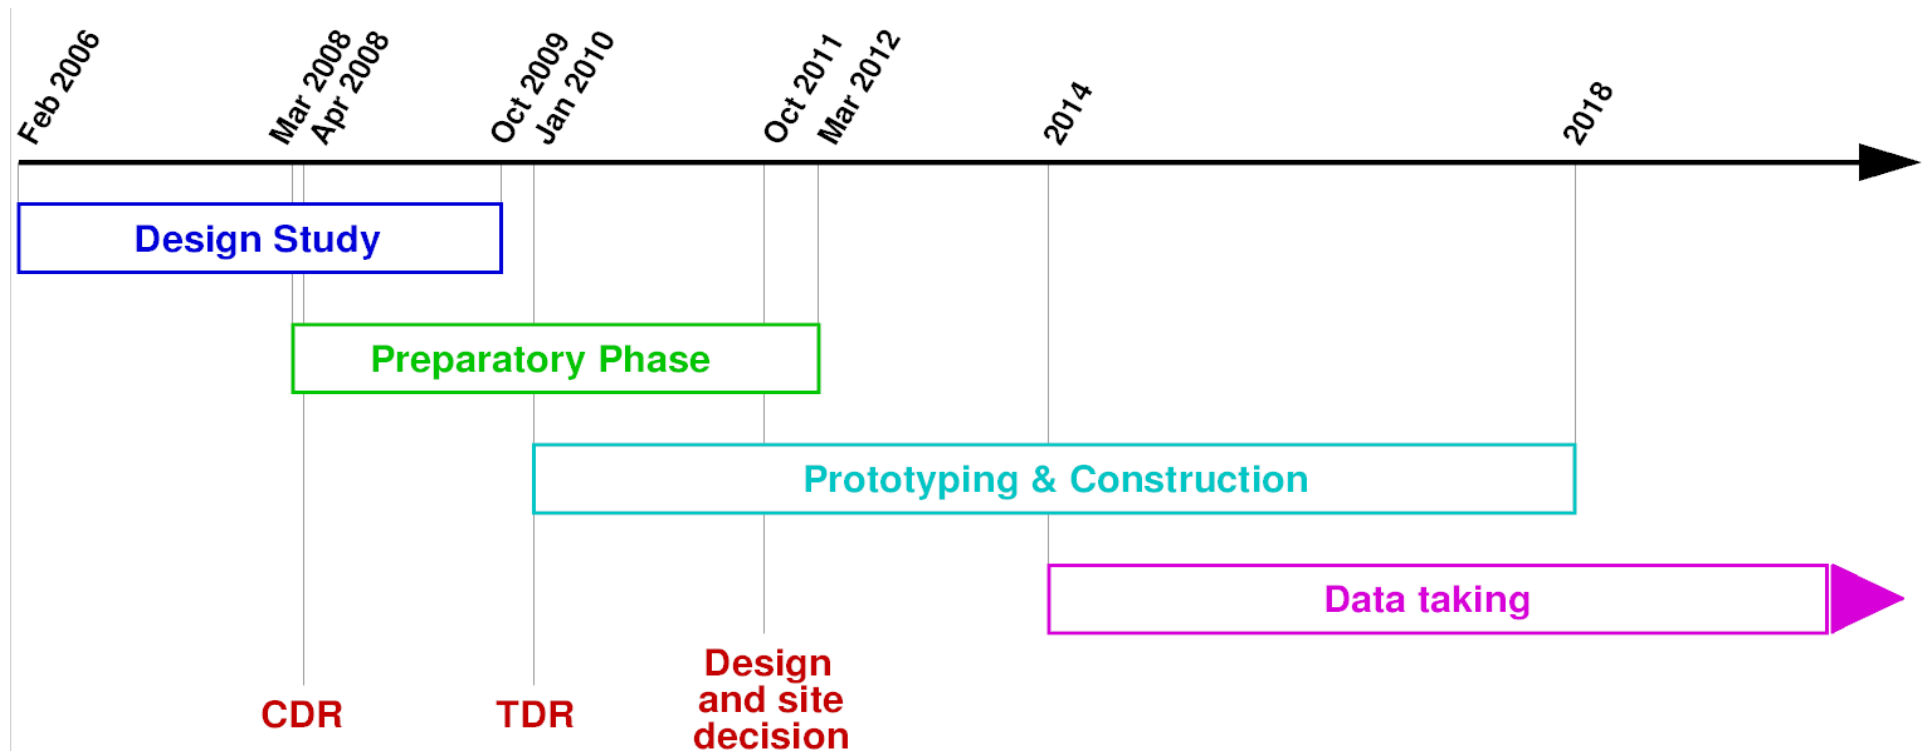 Feb 2006
Mar 2008
Apr 2008
Oct 2009
Jan 2010
Oct 2011
Mar 2012
2014
2018
Design Study
Preparatory Phase
Prototyping & Construction
Data taking
CDR
TDR
Design
and site
decision